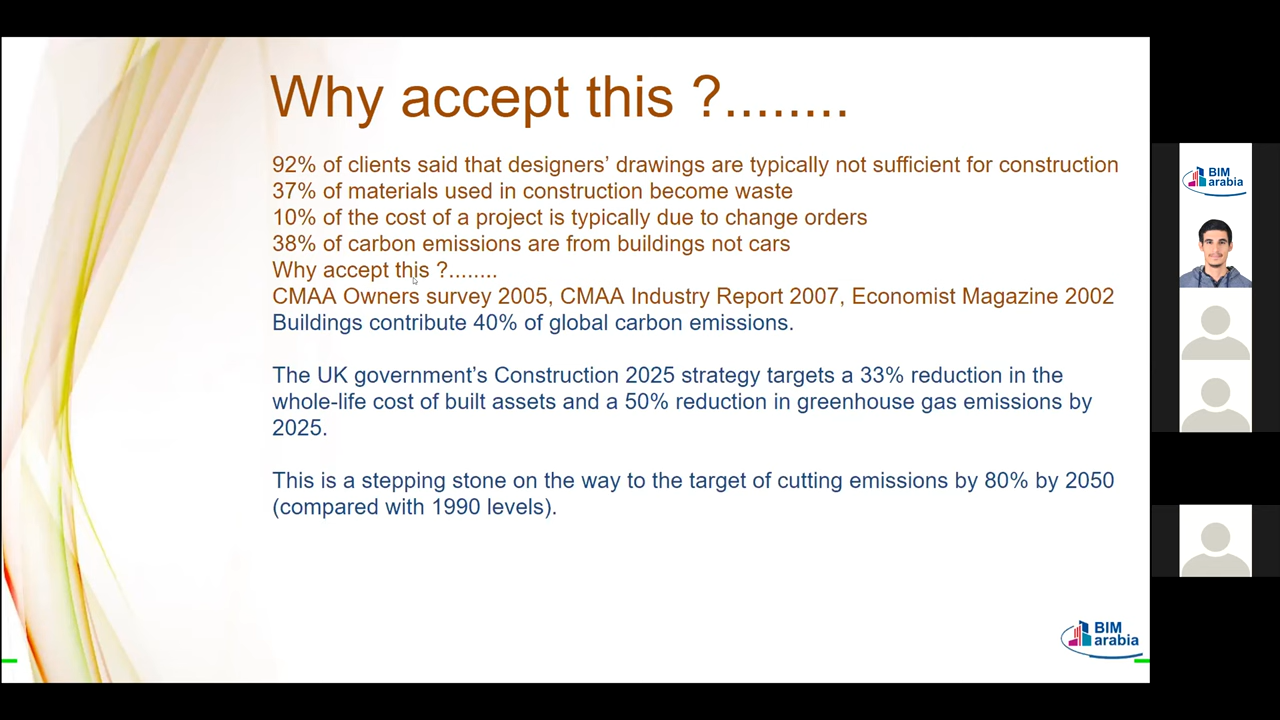 Why accept this ?........
92% of clients said that designers’ drawings are typically not sufficient for construction
37% of materials used in construction become waste
10% of the cost of a project is typically due to change orders
38% of carbon emissions are from buildings not cars
Why accept this ?........
CMAA Owners survey 2005, CMAA Industry Report 2007, Economist Magazine 2002
Buildings contribute 40% of global carbon emissions.
The UK government’s Construction 2025 strategy targets a 33% reduction in the
whole-life cost of built assets and a 50% reduction in greenhouse gas emissions by
2025.
This is a stepping stone on the way to the target of cutting emissions by 80% by 2050
(compared with 1990 levels).
BIM
arabia
BIM
arabia